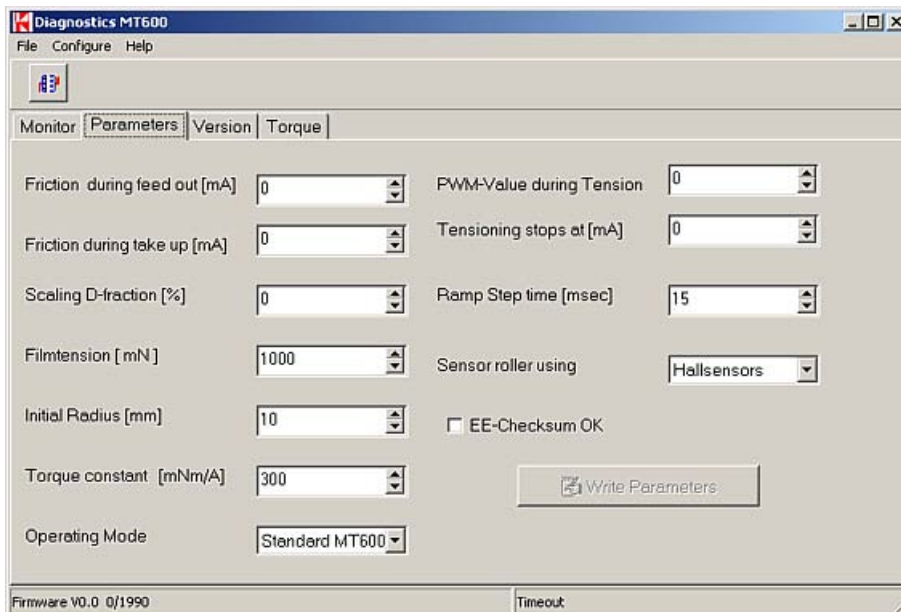 Diagnostics MT600
File Configure Help
Monitor Parameters Version Torque
Friction during feed out [mA] 0
PWM-Value during Tension 0
Friction during take up [mA] 0
Tensioning stops at [mA] 0
Scaling D-fraction [%] 0
Ramp Step time [msec] 15
Filmtension [ mN ] 1000
Sensor roller using Hallsensors
Initial Radius [mm] 10
EE-Checksum OK
Torque constant [mNm/A] 300
Write Parameters
Operating Mode Standard MT600
Firmware V0.0 0/1990 Timeout